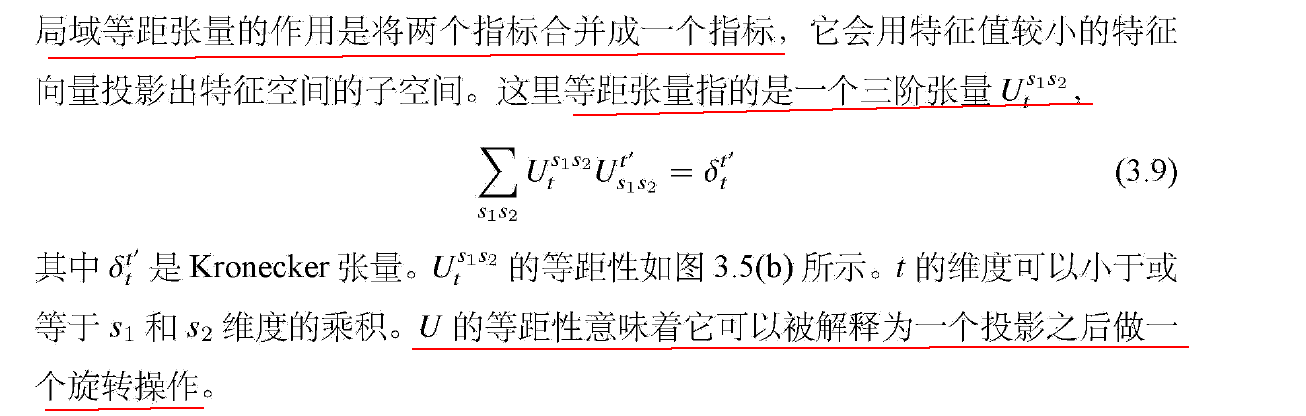 局域等距张量的作用是将两个指标合并成一个指标，它会用特征值较小的特征
向量投影出特征空间的子空间。这里等距张量指的是一个三阶张量 $U_t^{s_1s_2}$，
$\sum_{s_1s_2} U_t^{s_1s_2} U_{s_1s_2}^{t'} = \delta_t^{t'}$ (3.9)
其中 $\delta_t^{t'}$ 是 Kronecker 张量。$U_t^{s_1s_2}$ 的等距性如图 3.5(b) 所示。t 的维度可以小于或
等于 $s_1$ 和 $s_2$ 维度的乘积。U 的等距性意味着它可以被解释为一个投影之后做一
个旋转操作。